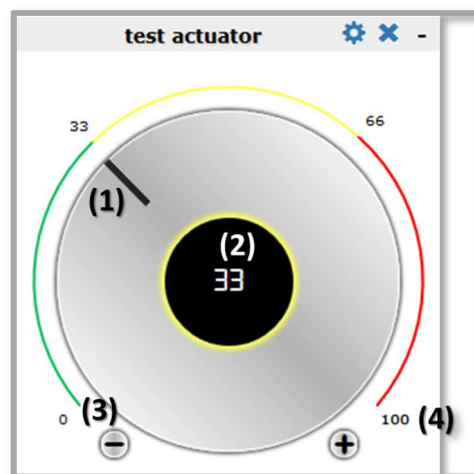 test actuator -
33 66
(1)
(2)
33
0 (3) 100 (4)
− +